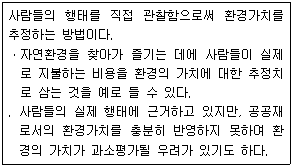 사람들의 행태를 직접 관찰함으로써 환경가치를
추정하는 방법이다.
· 자연환경을 찾아가 즐기는 데에 사람들이 실제
로 지불하는 비용을 환경의 가치에 대한 추정치
로 삼는 것을 예로 들 수 있다.
. 사람들의 실제 행태에 근거하고 있지만, 공공재
로서의 환경가치를 충분히 반영하지 못하며 환
경의 가치가 과소평가될 우려가 있기도 하다.